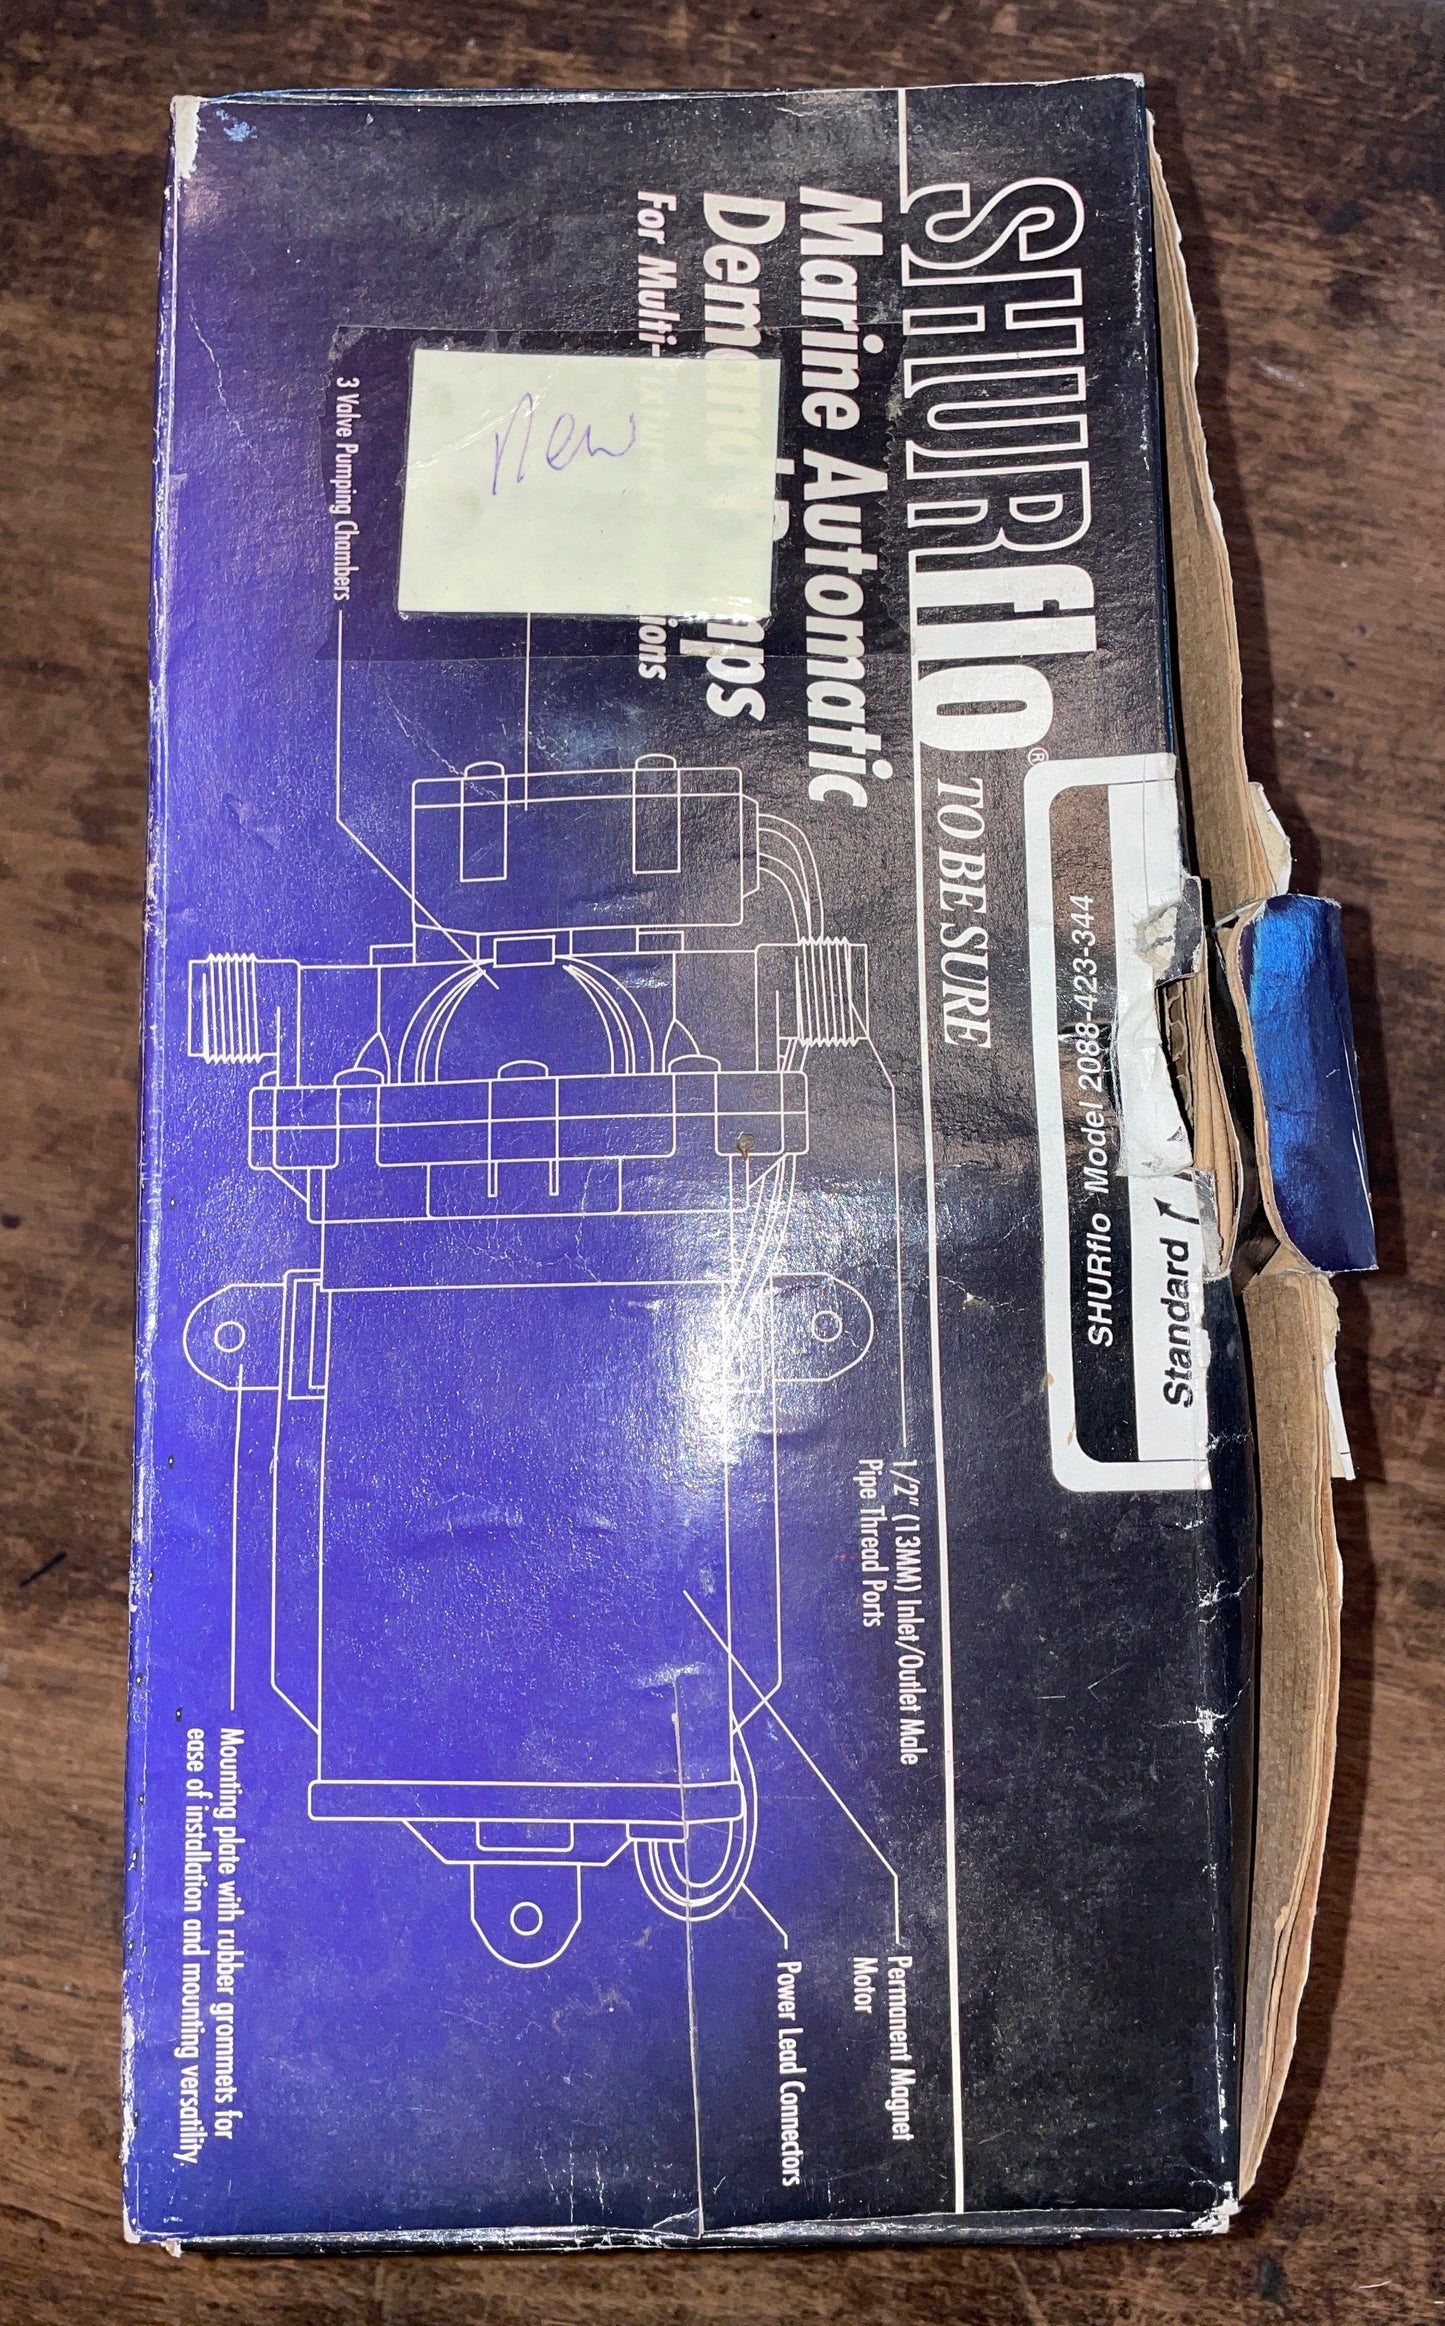 SHURflo® TO BE SURE
Marine Automatic
Demand Pumps
For Multi-
new
3 Valve Pumping Chambers
1/2" (13MM) Inlet/Outlet Male
Pipe Thread Ports
Permanent Magnet
Motor
Power Lead Connectors
Mounting plate with rubber grommets for
ease of installation and mounting versatility.
SHURflo Model 2088-423-344
Standard